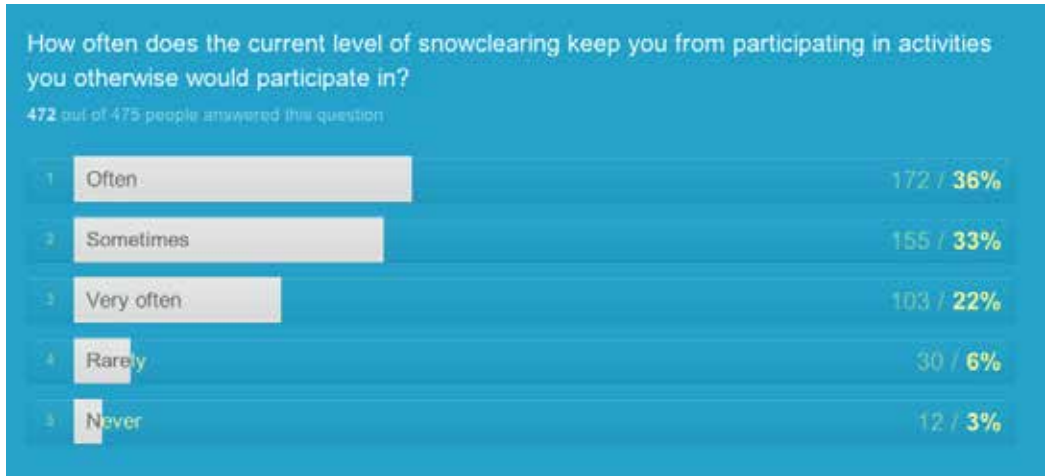 How often does the current level of snowclearing keep you from participating in activities
you otherwise would participate in?
472 out of 475 people answered this question
1 Often 172 / 36%
2 Sometimes 155 / 33%
3 Very often 103 / 22%
4 Rarely 30 / 6%
5 Never 12 / 3%